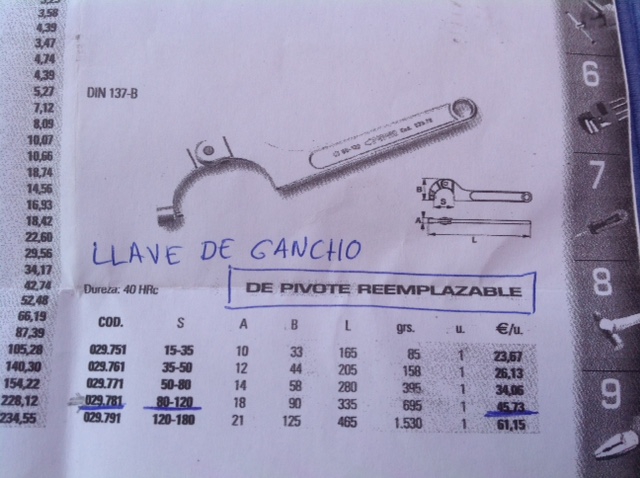 3,58
4,39
3,47
4,74
4,39
5,27
7,12
8,09
10,07
10,66
18,74
14,56
16,93
18,42
22,60
29,56
34,17
42,74
52,48
66,19
87,39
105,28
140,30
154,22
228,12
234,55
DIN 137-B
B
S
A
L
LLAVE DE GANCHO
Dureza: 40 HRc
DE PIVOTE REEMPLAZABLE
COD. S A B L grs. u. €/u.
029.751 15-35 10 33 165 85 1 23,67
029.761 35-50 12 44 205 158 1 26,13
029.771 50-80 14 58 280 395 1 34,06
029.781 80-120 18 90 335 695 1 45,73
029.791 120-180 21 125 465 1.530 1 61,15
6
7
8
9